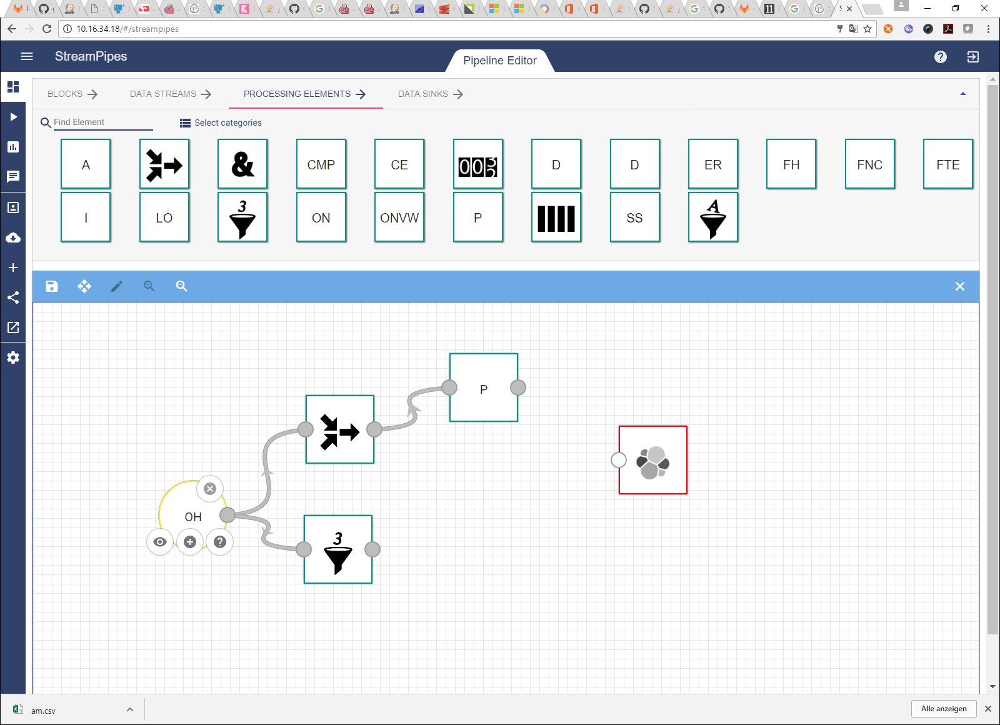 10.16.34.18/#/streampipes
StreamPipes
Pipeline Editor
BLOCKS
DATA STREAMS
PROCESSING ELEMENTS
DATA SINKS
Find Element
Select categories
A
&
CMP
CE
003
D
D
ER
FH
FNC
FTE
I
LO
3
ON
ONVW
P
SS
A
P
OH
3
am.csv
Alle anzeigen